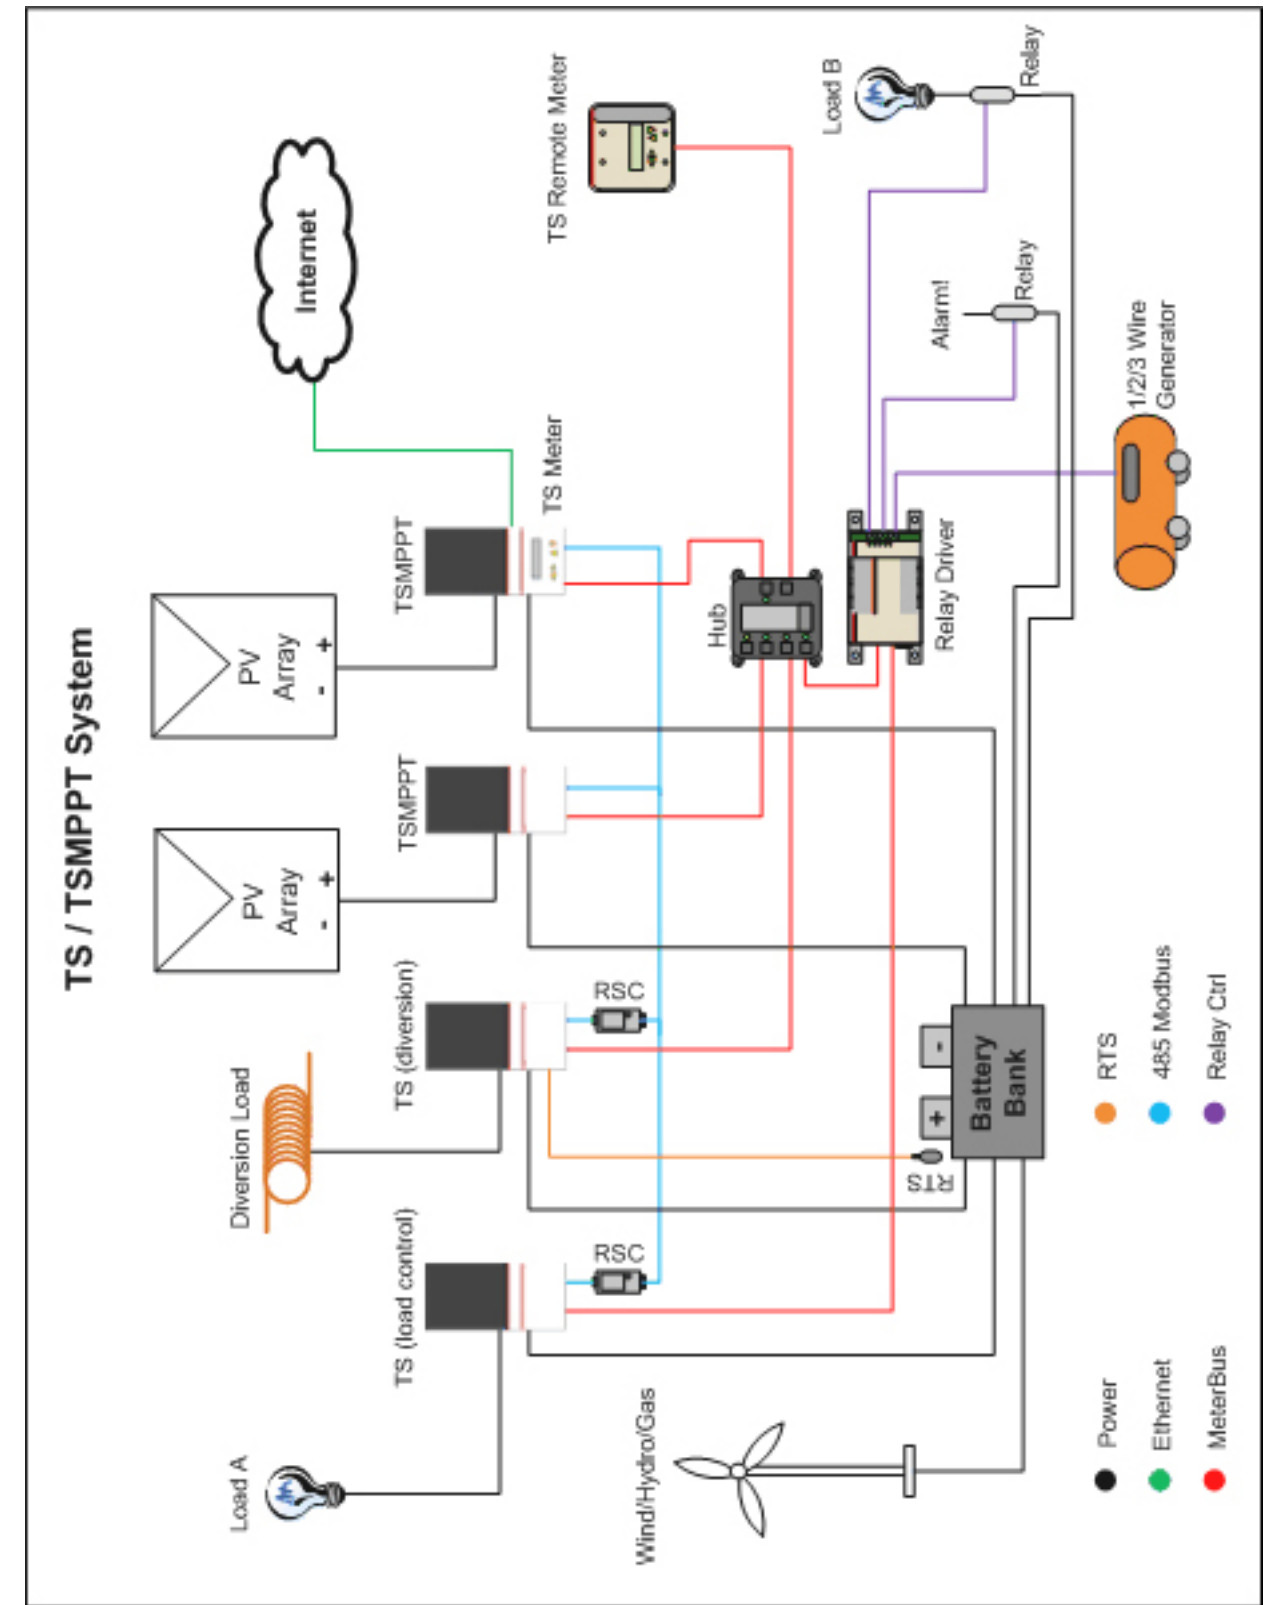 TS / TSMPPT System
Load A
Diversion Load
PV
Array
- +
PV
Array
- +
Internet
TS (load control)
TS (diversion)
TSMPPT
TSMPPT
TS Meter
TS Remote Meter
RSC
RSC
Wind/Hydro/Gas
Hub
Load B
Relay
Alarm!
Relay
Relay Driver
RTS
+ -
Battery
Bank
1/2/3 Wire
Generator
Power
RTS
Ethernet
485 Modbus
MeterBus
Relay Ctrl